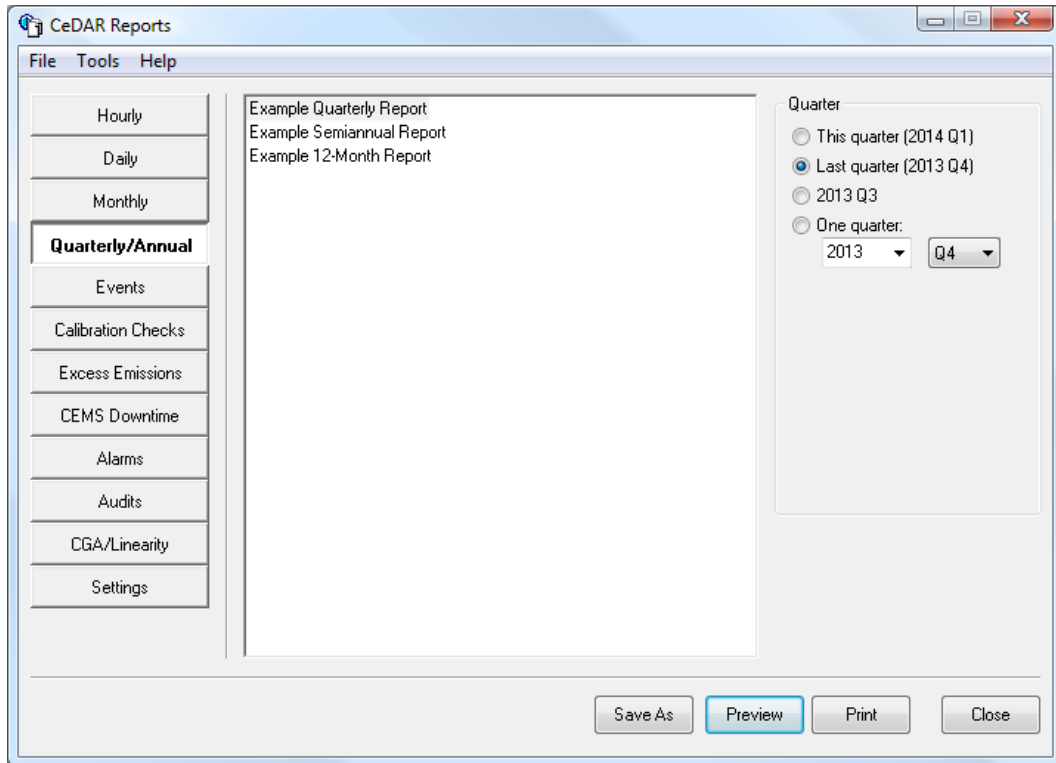 CeDAR Reports
File Tools Help
Hourly
Daily
Monthly
Quarterly/Annual
Events
Calibration Checks
Excess Emissions
CEMS Downtime
Alarms
Audits
CGA/Linearity
Settings
Example Quarterly Report
Example Semiannual Report
Example 12-Month Report
Quarter
This quarter (2014 Q1)
Last quarter (2013 Q4)
2013 Q3
One quarter:
2013 Q4
Save As Preview Print Close